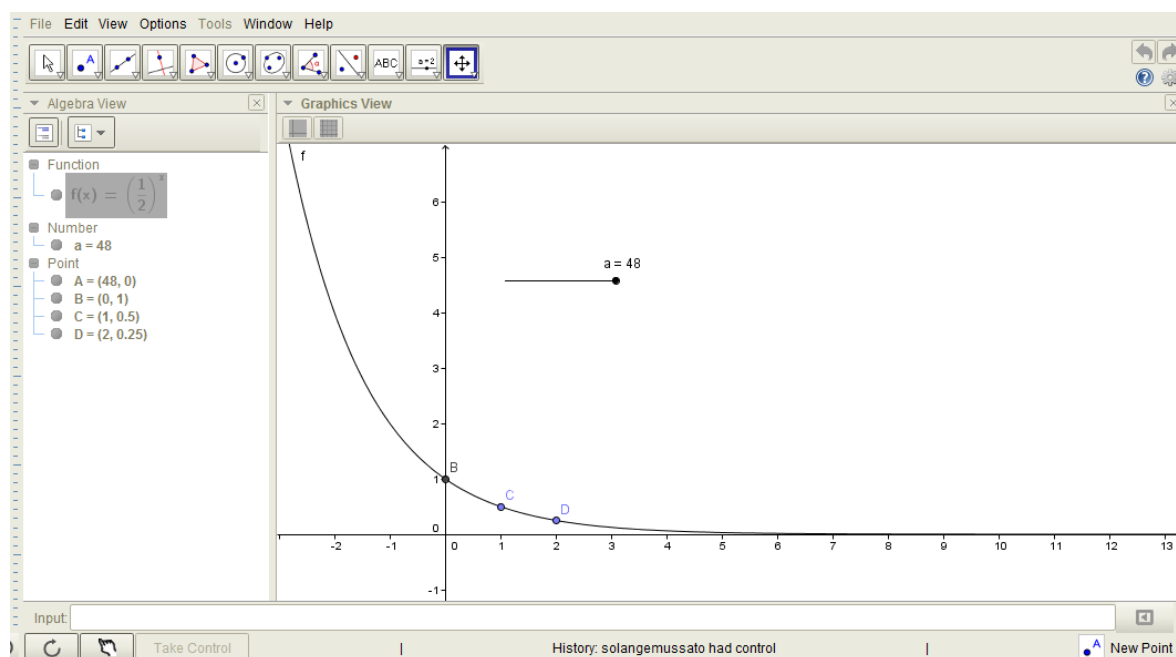 File Edit View Options Tools Window Help
A ABC a=2
Algebra View
Graphics View
Function
f(x) = (1/2)^x
Number
a = 48
Point
A = (48, 0)
B = (0, 1)
C = (1, 0.5)
D = (2, 0.25)
f
6
5
a = 48
4
3
2
B
1
C
D
0
-2 -1 0 1 2 3 4 5 6 7 8 9 10 11 12 13
-1
Input:
Take Control | History: solangemussato had control | A New Point